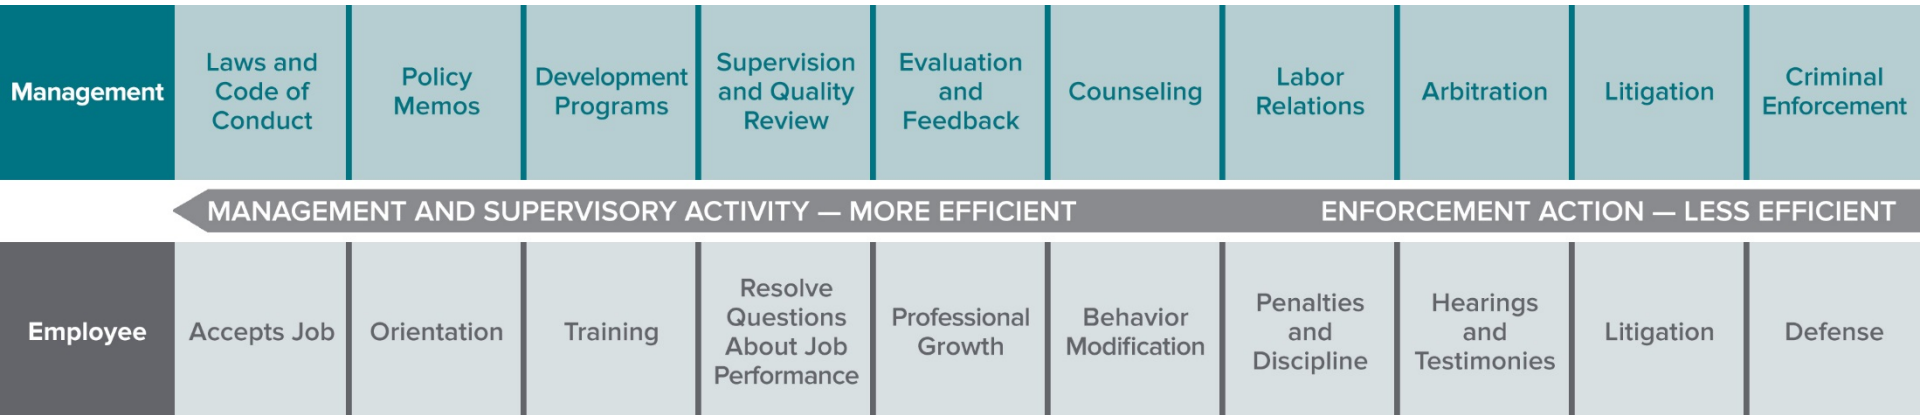 Management
Laws and
Code of
Conduct
Policy
Memos
Development
Programs
Supervision
and Quality
Review
Evaluation
and
Feedback
Counseling
Labor
Relations
Arbitration
Litigation
Criminal
Enforcement
MANAGEMENT AND SUPERVISORY ACTIVITY — MORE EFFICIENT
ENFORCEMENT ACTION — LESS EFFICIENT
Employee
Accepts Job
Orientation
Training
Resolve
Questions
About Job
Performance
Professional
Growth
Behavior
Modification
Penalties
and
Discipline
Hearings
and
Testimonies
Litigation
Defense